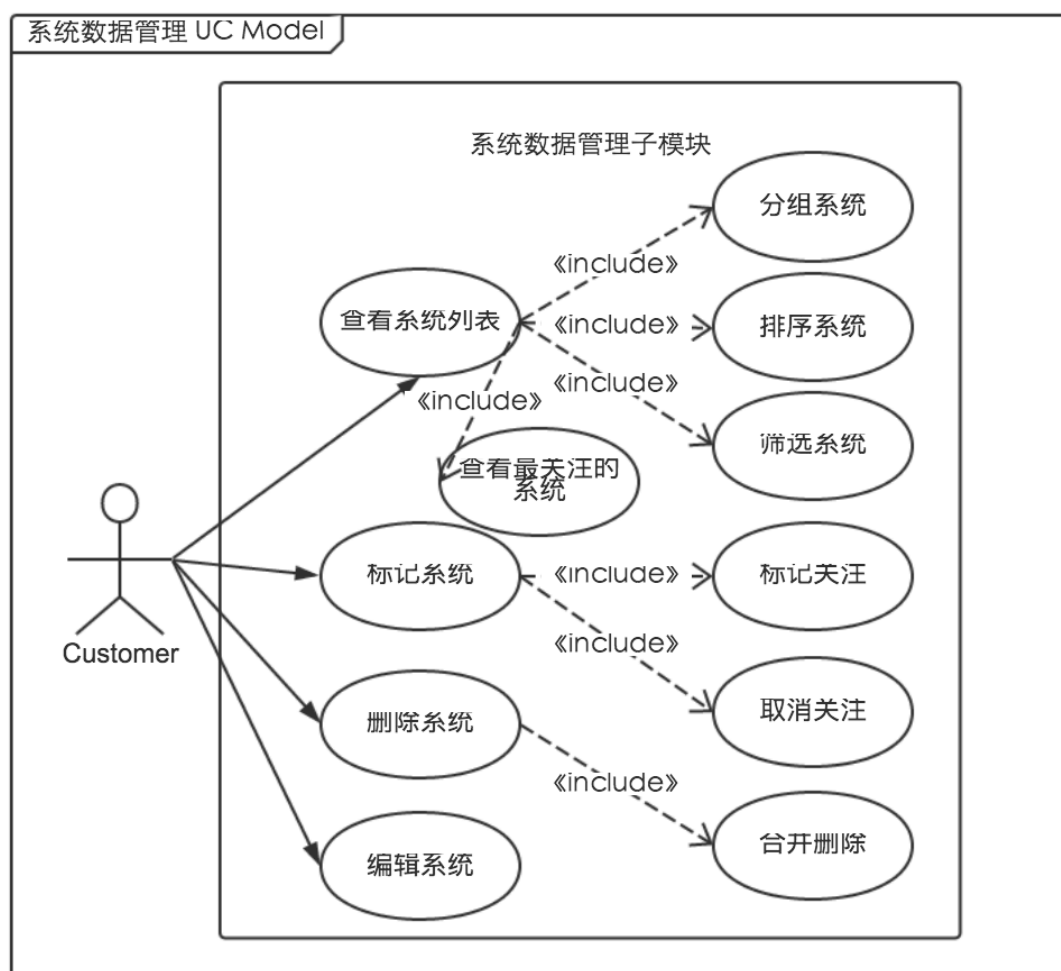 系统数据管理 UC Model
系统数据管理子模块
分组系统
«include»
查看系统列表
«include»
排序系统
«include»
«include»
筛选系统
查看最关注的
系统
标记系统
«include»
标记关注
«include»
Customer
删除系统
取消关注
«include»
编辑系统
合并删除